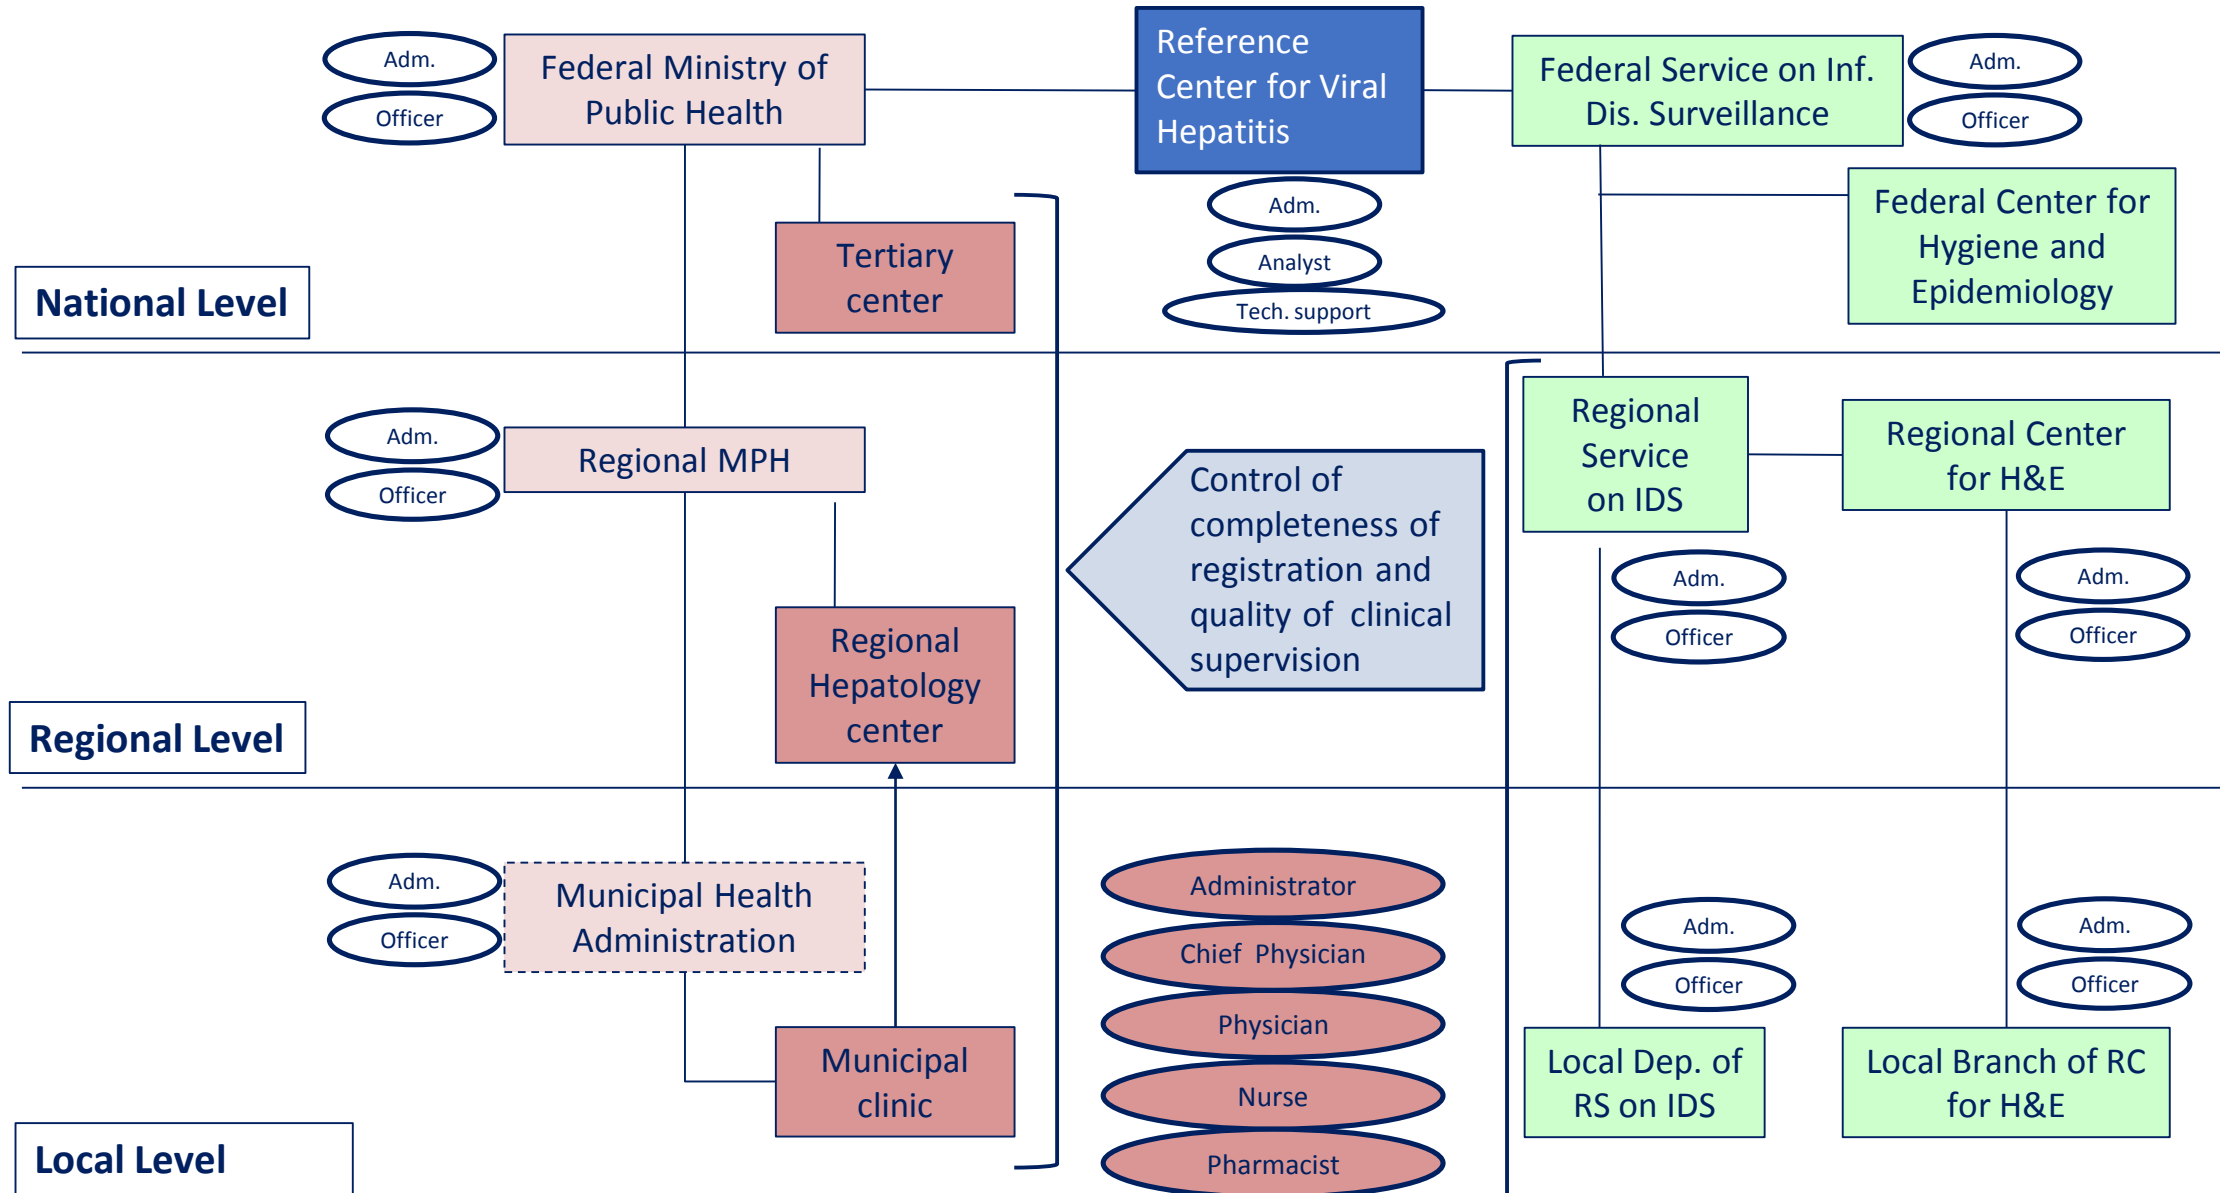 Adm.
Officer
Federal Ministry of
Public Health
Reference
Center for Viral
Hepatitis
Federal Service on Inf.
Dis. Surveillance
Adm.
Officer
Adm.
Analyst
Tech. support
Federal Center for
Hygiene and
Epidemiology
Tertiary
center
National Level
Adm.
Officer
Regional MPH
Control of
completeness of
registration and
quality of clinical
supervision
Regional
Service
on IDS
Regional Center
for H&E
Adm.
Officer
Adm.
Officer
Regional
Hepatology
center
Regional Level
Adm.
Officer
Municipal Health
Administration
Administrator
Chief Physician
Physician
Nurse
Pharmacist
Adm.
Officer
Adm.
Officer
Municipal
clinic
Local Dep. of
RS on IDS
Local Branch of RC
for H&E
Local Level